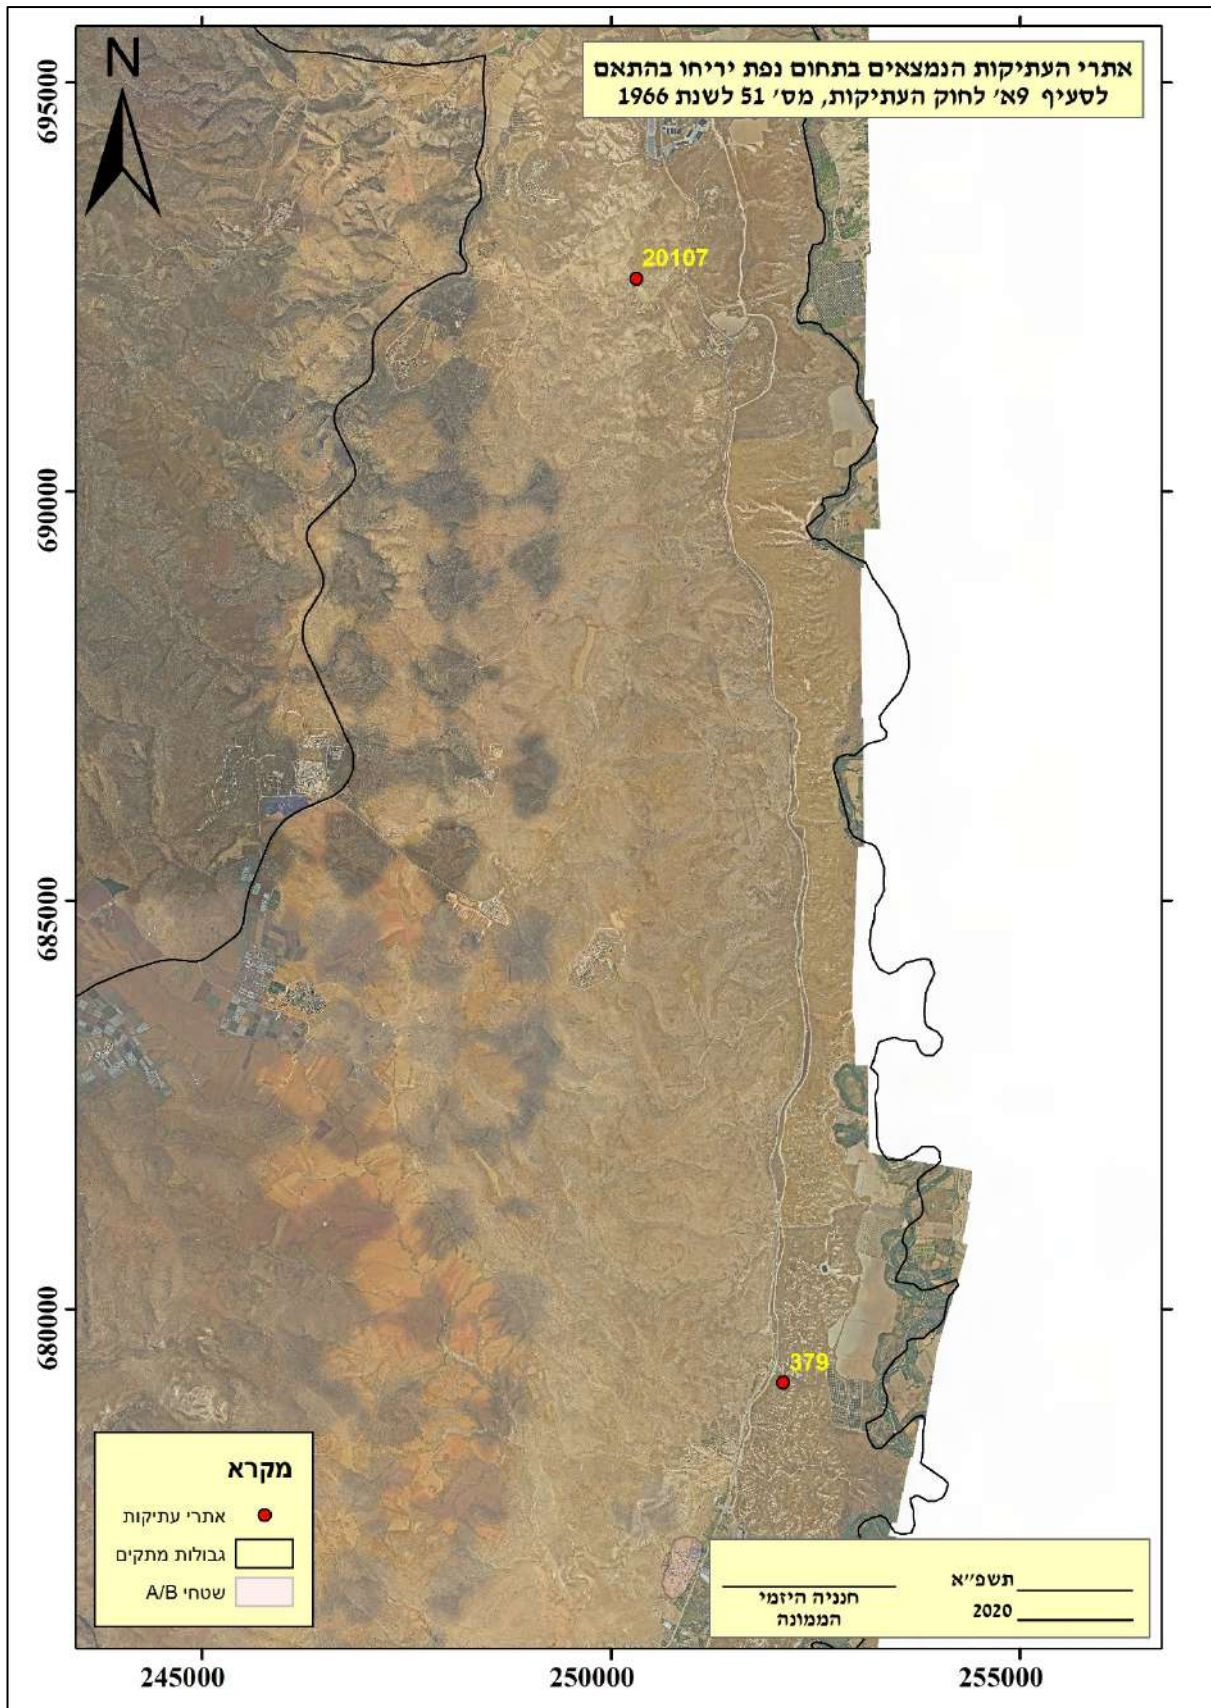 אתרי העתיקות הנמצאים בתחום נפת יריחו בהתאם
לסעיף 9א׳ לחוק העתיקות, מס׳ 51 לשנת 1966
N
695000
20107
690000
685000
680000
379
מקרא
אתרי עתיקות
גבולות מתקים
שטחי A/B
תשפ״א
2020
חנניה היזמי
הממונה
245000
250000
255000